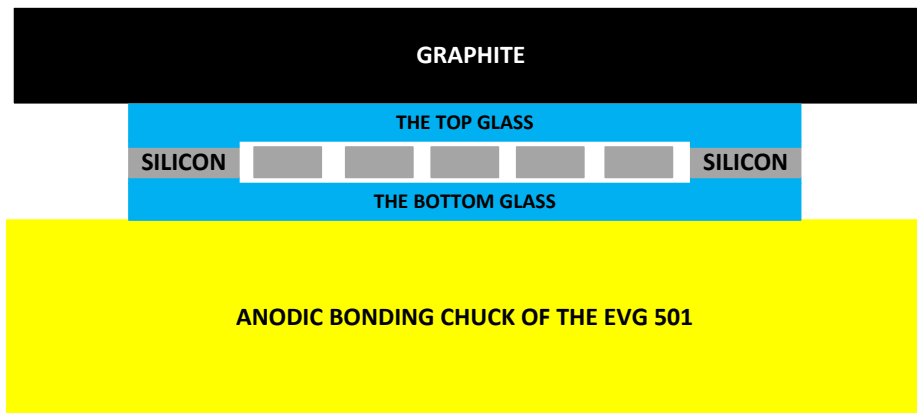 GRAPHITE
THE TOP GLASS
SILICON SILICON
THE BOTTOM GLASS
ANODIC BONDING CHUCK OF THE EVG 501